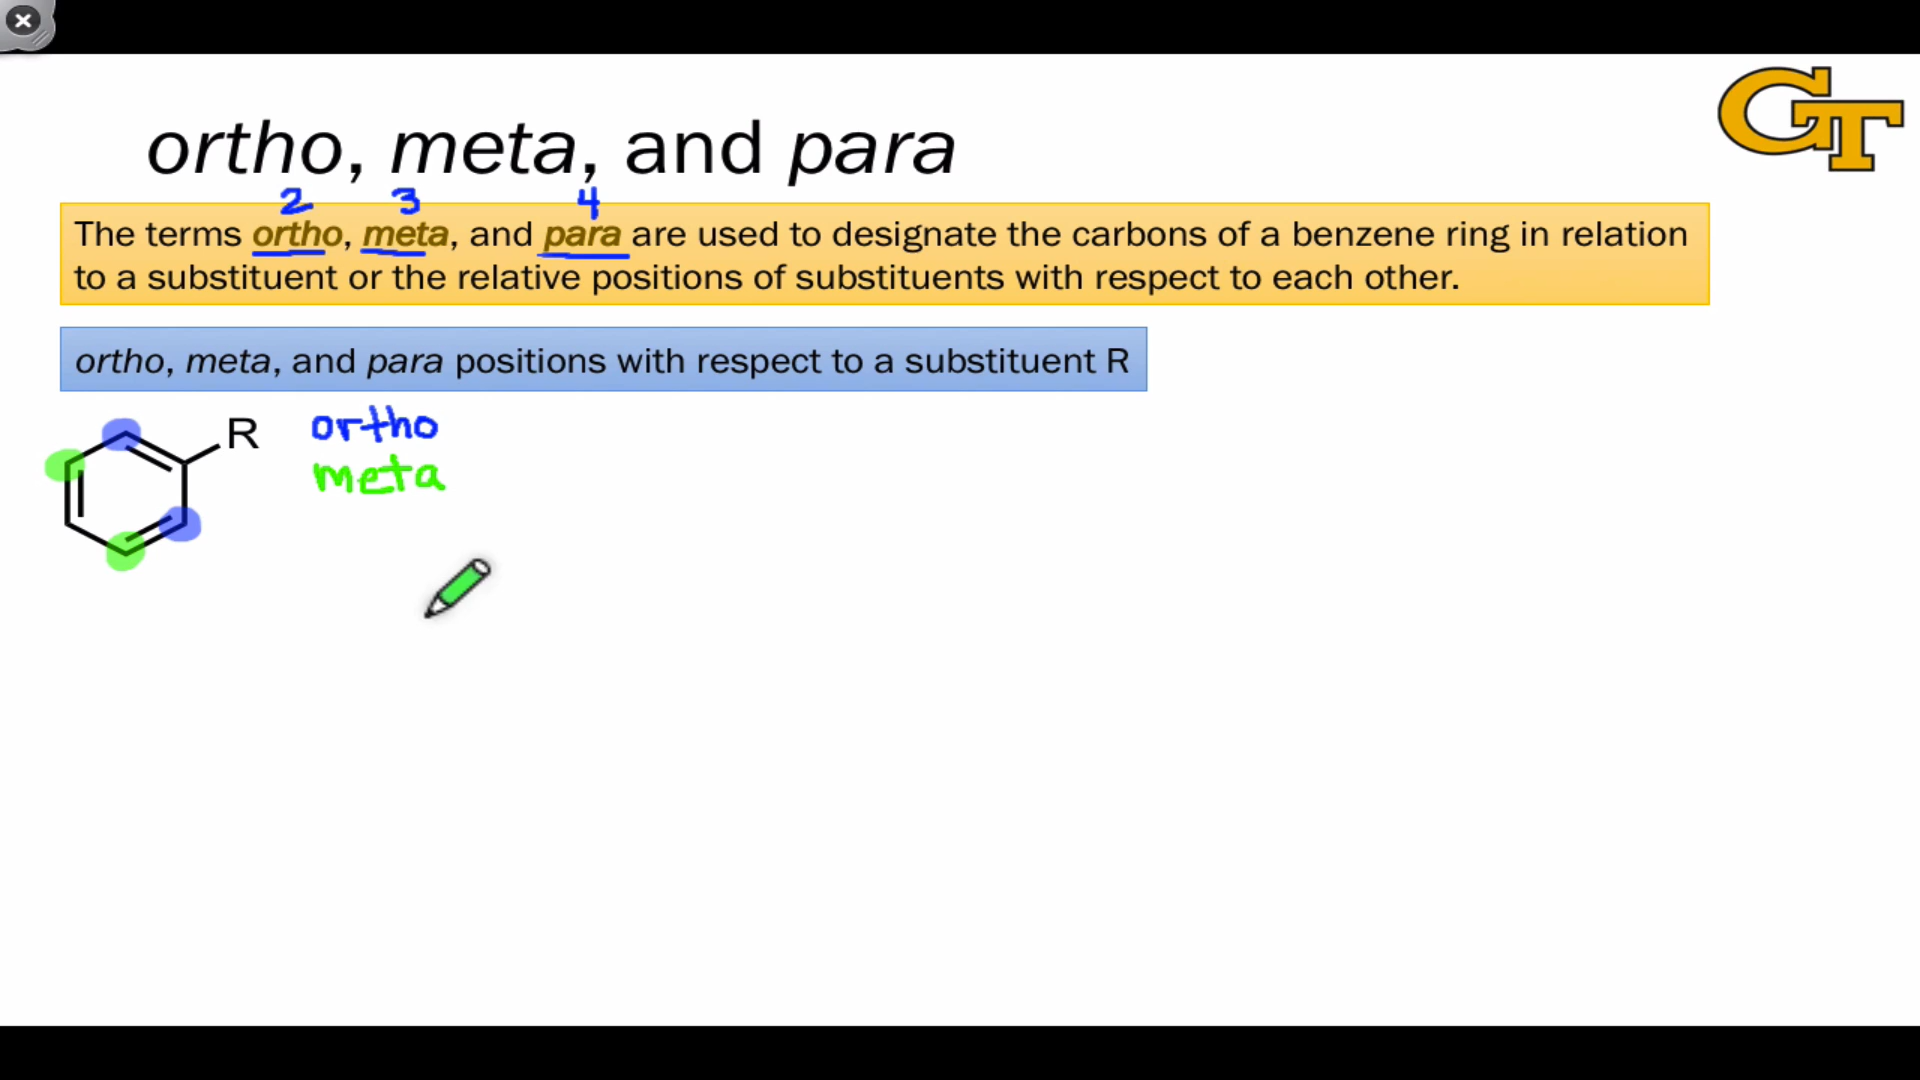 GT
ortho, meta, and para
2 3 4
The terms ortho, meta, and para are used to designate the carbons of a benzene ring in relation
to a substituent or the relative positions of substituents with respect to each other.
ortho, meta, and para positions with respect to a substituent R
R
ortho
meta